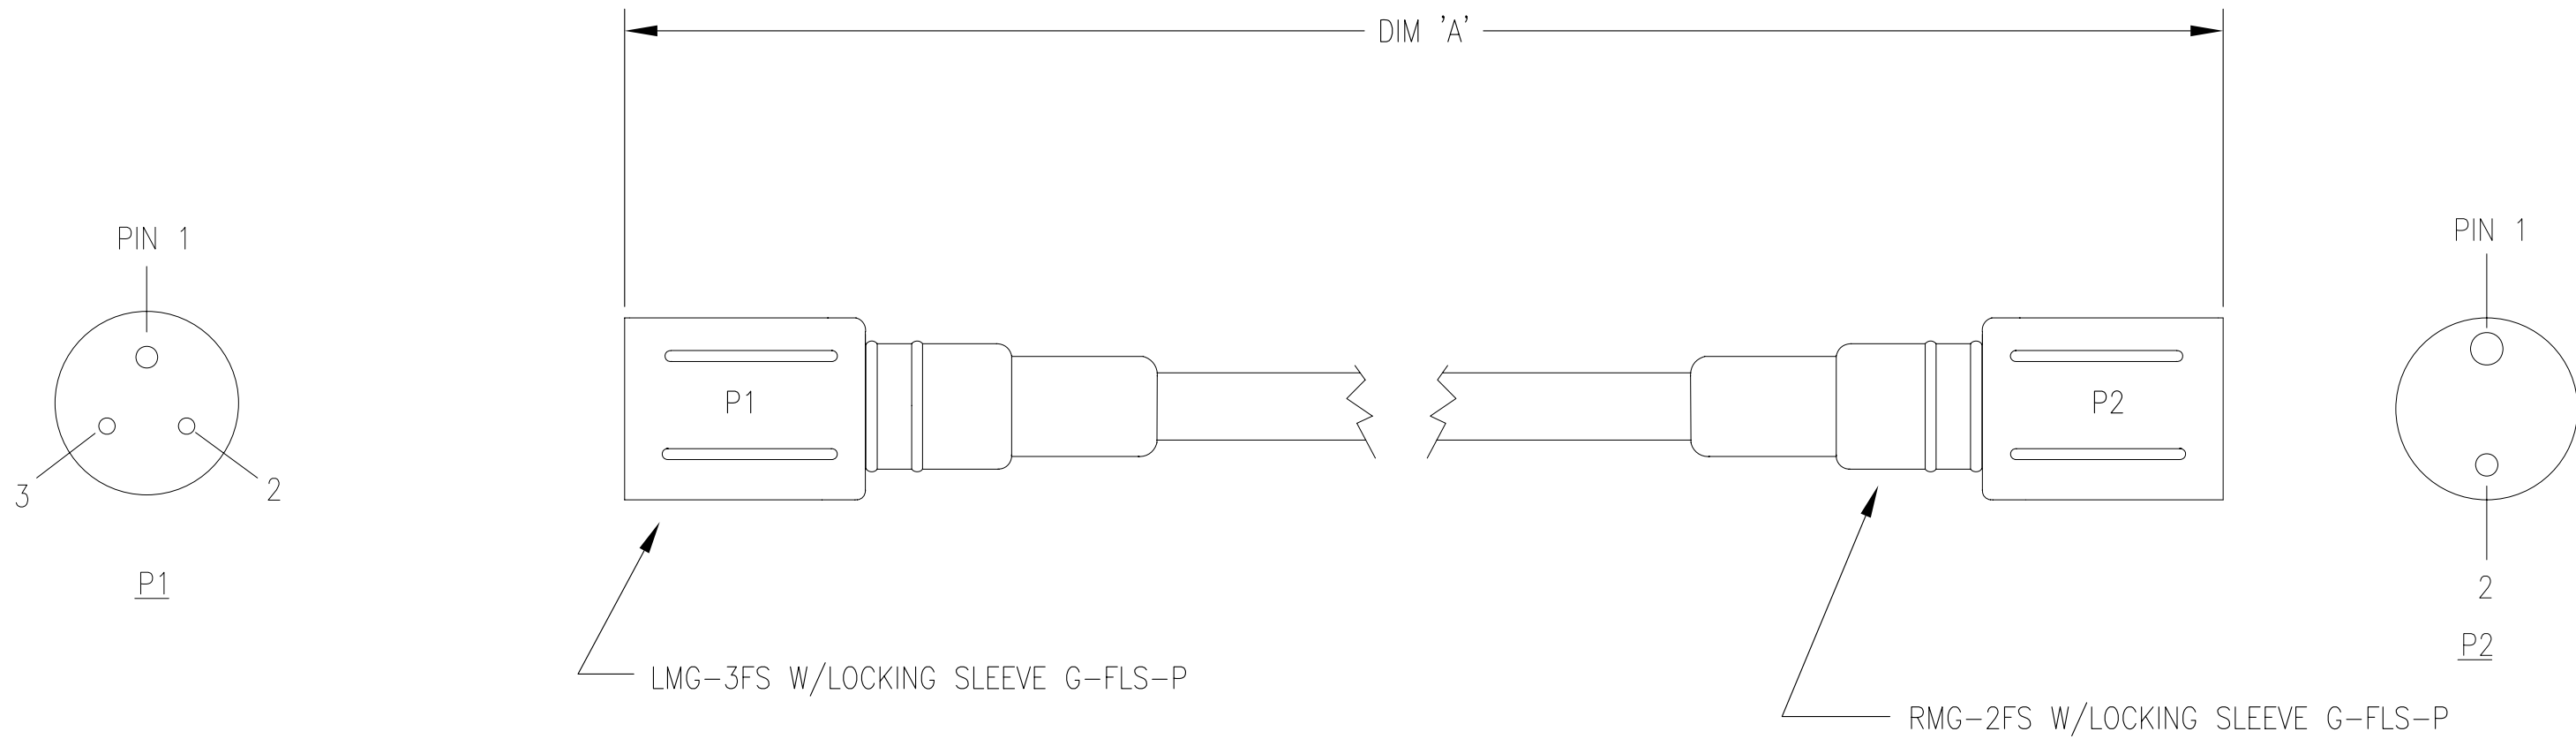 DIM 'A'
PIN 1
3
2
P1
P1
LMG-3FS W/LOCKING SLEEVE G-FLS-P
P2
RMG-2FS W/LOCKING SLEEVE G-FLS-P
PIN 1
2
P2